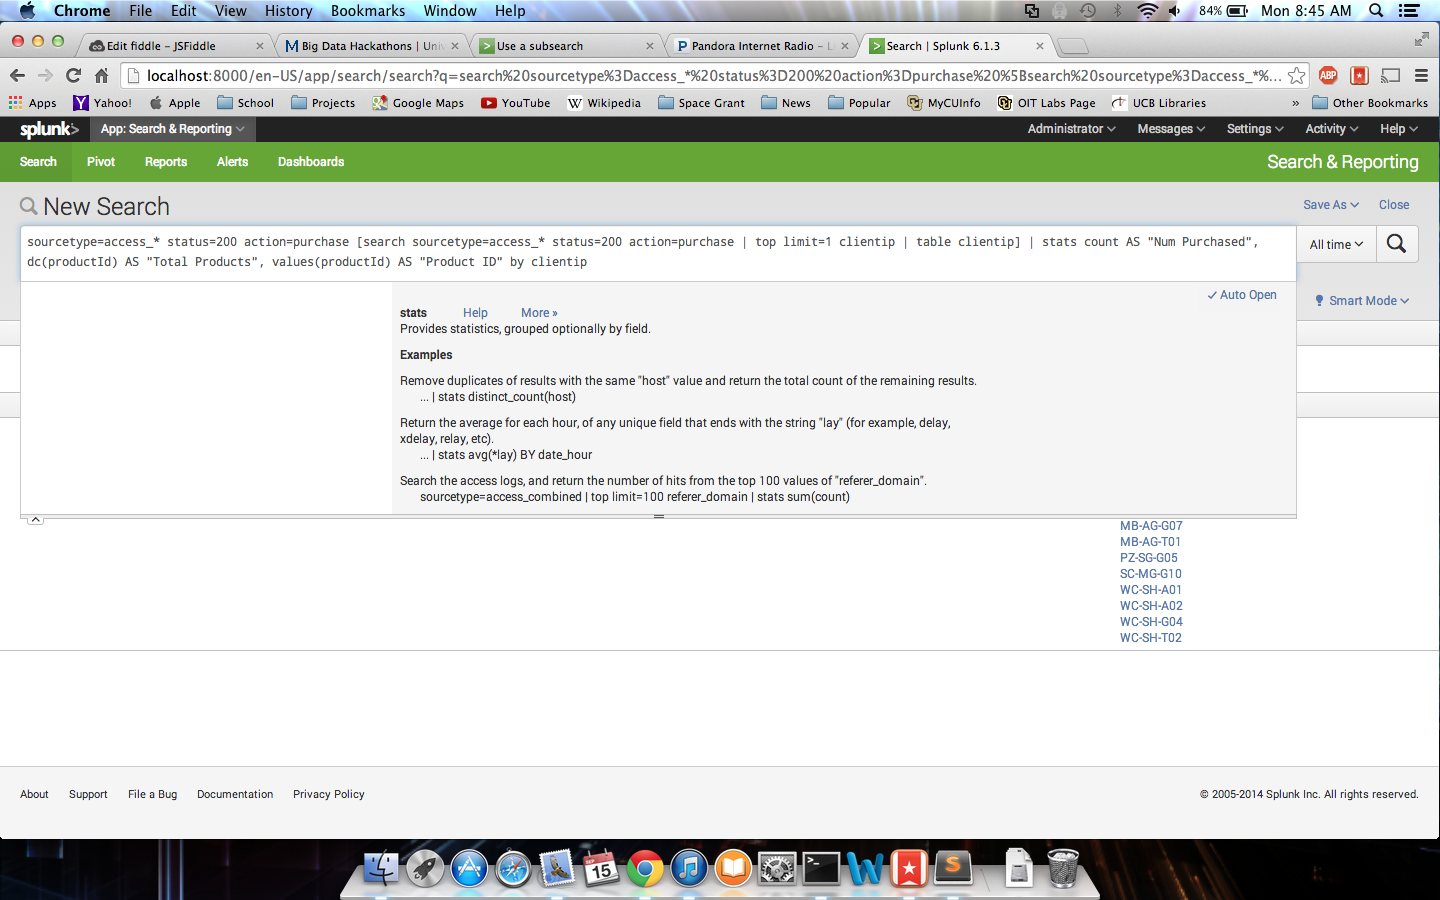 Chrome File Edit View History Bookmarks Window Help 84% Mon 8:45 AM
Edit fiddle - JSFiddle Big Data Hackathons | Uni Use a subsearch Pandora Internet Radio – Search | Splunk 6.1.3
localhost:8000/en-US/app/search/search?q=search%20sourcetype%3Daccess_*%20status%3D200%20action%3Dpurchase%20%5Bsearch%20sourcetype%3Daccess_*%... ABP
Apps Yahoo! Apple School Projects Google Maps YouTube Wikipedia Space Grant News Popular MyCUInfo OIT Labs Page UCB Libraries » Other Bookmarks
splunk> App: Search & Reporting Administrator Messages Settings Activity Help
Search Pivot Reports Alerts Dashboards Search & Reporting
New Search Save As Close
sourcetype=access_* status=200 action=purchase [search sourcetype=access_* status=200 action=purchase | top limit=1 clientip | table clientip] | stats count AS "Num Purchased",
dc(productId) AS "Total Products", values(productId) AS "Product ID" by clientip
All time
✓ Auto Open
Smart Mode
stats Help More »
Provides statistics, grouped optionally by field.
Examples
Remove duplicates of results with the same "host" value and return the total count of the remaining results.
... | stats distinct_count(host)
Return the average for each hour, of any unique field that ends with the string "lay" (for example, delay,
xdelay, relay, etc).
... | stats avg(*lay) BY date_hour
Search the access logs, and return the number of hits from the top 100 values of "referer_domain".
sourcetype=access_combined | top limit=100 referer_domain | stats sum(count)
MB-AG-G07
MB-AG-T01
PZ-SG-G05
SC-MG-G10
WC-SH-A01
WC-SH-A02
WC-SH-G04
WC-SH-T02
About Support File a Bug Documentation Privacy Policy © 2005-2014 Splunk Inc. All rights reserved.
SEP
15